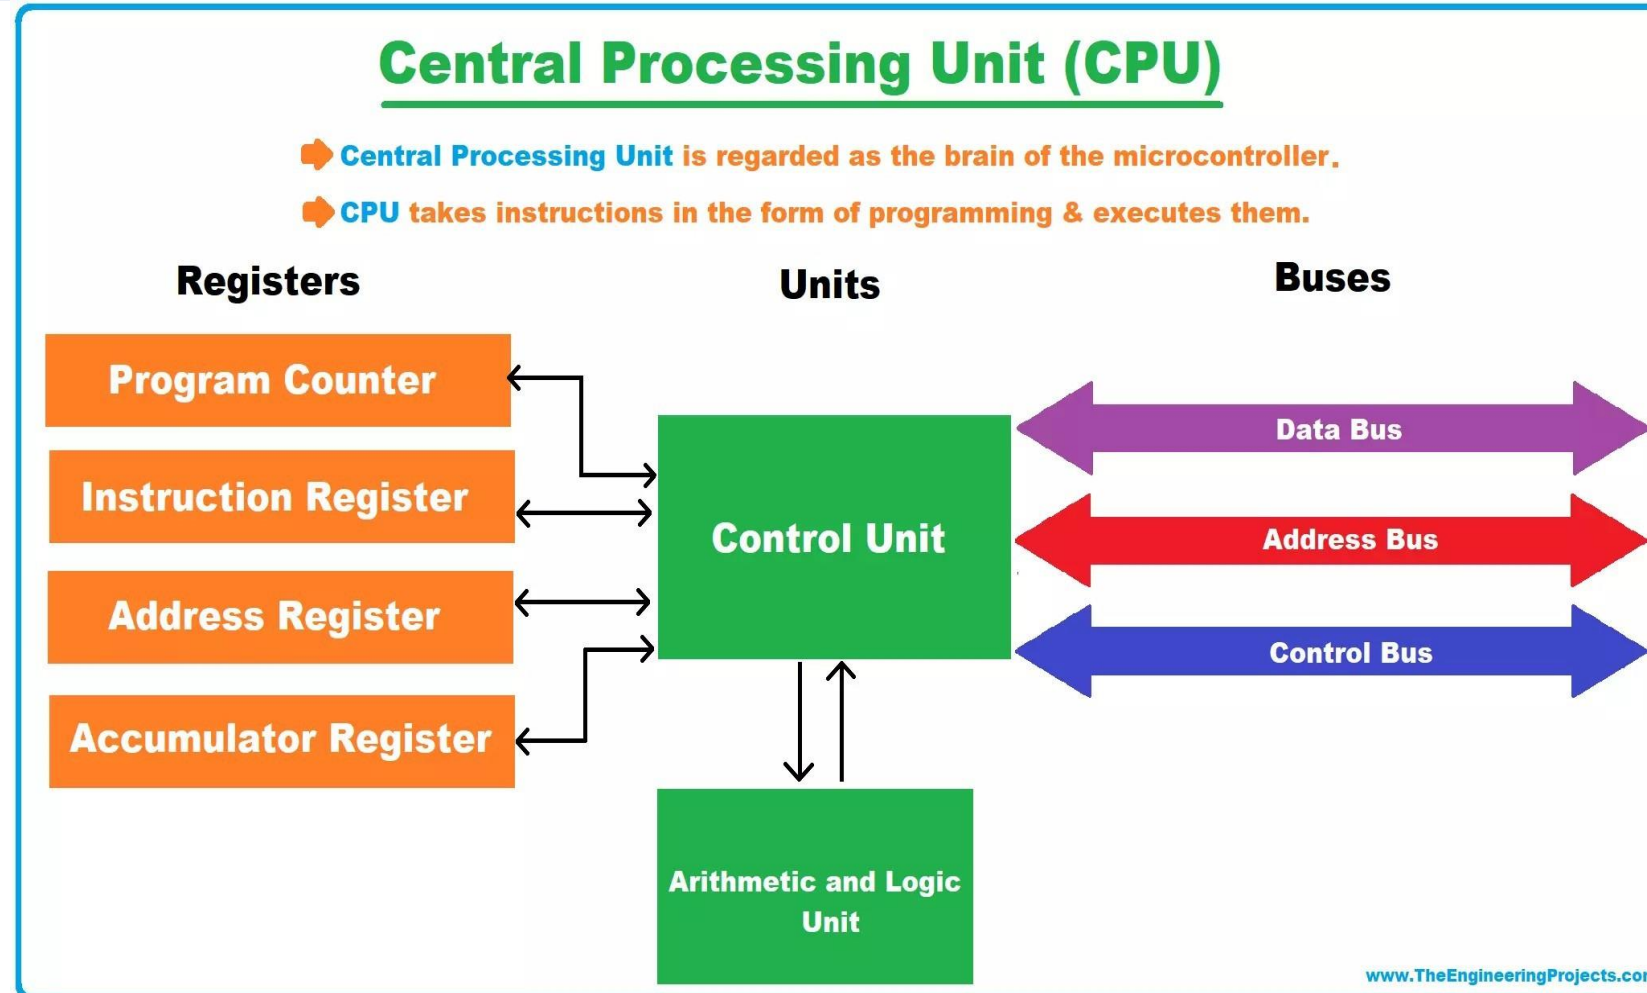 Central Processing Unit (CPU)
Central Processing Unit is regarded as the brain of the microcontroller.
CPU takes instructions in the form of programming & executes them.
Registers
Units
Buses
Program Counter
Instruction Register
Address Register
Accumulator Register
Control Unit
Arithmetic and Logic
Unit
Data Bus
Address Bus
Control Bus
www.TheEngineeringProjects.com